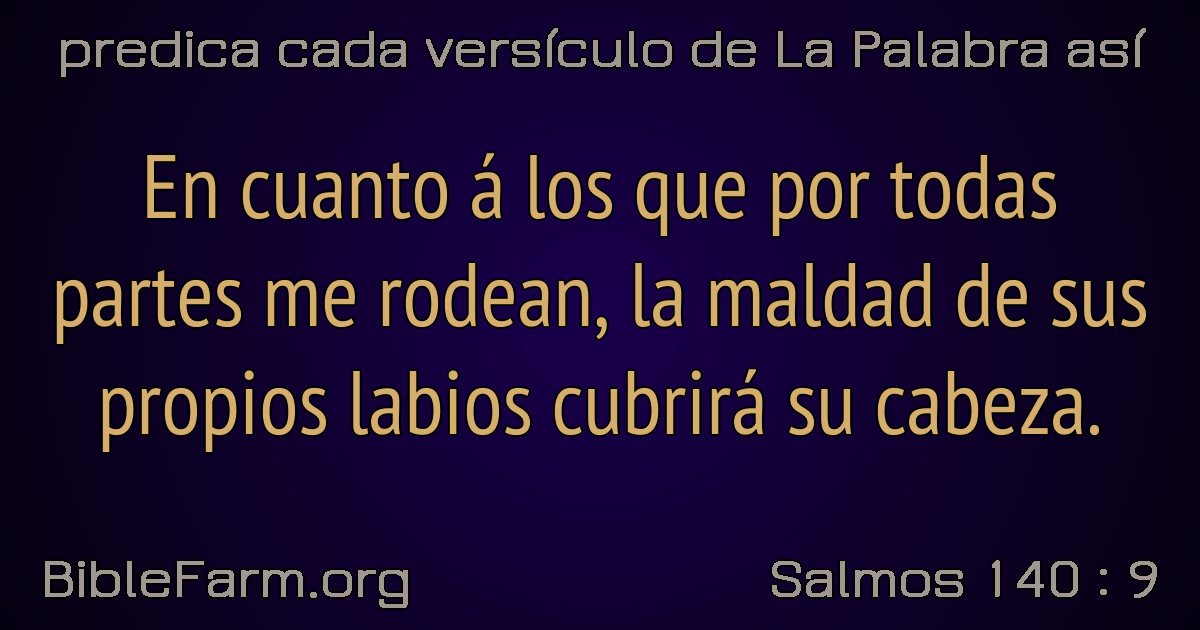 predica cada versículo de La Palabra así
En cuanto á los que por todas
partes me rodean, la maldad de sus
propios labios cubrirá su cabeza.
BibleFarm.org
Salmos 140 : 9